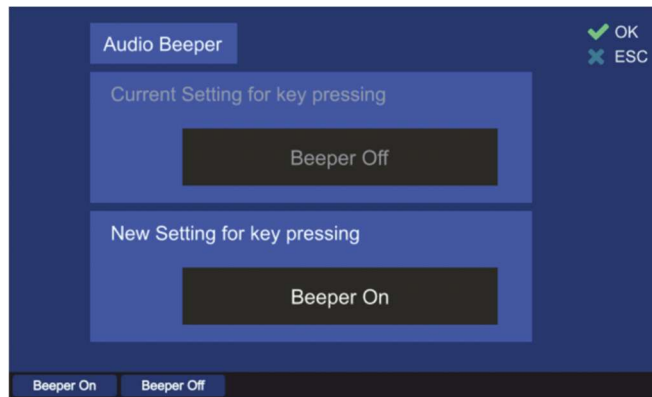 Audio Beeper
OK
ESC
Current Setting for key pressing
Beeper Off
New Setting for key pressing
Beeper On
Beeper On
Beeper Off